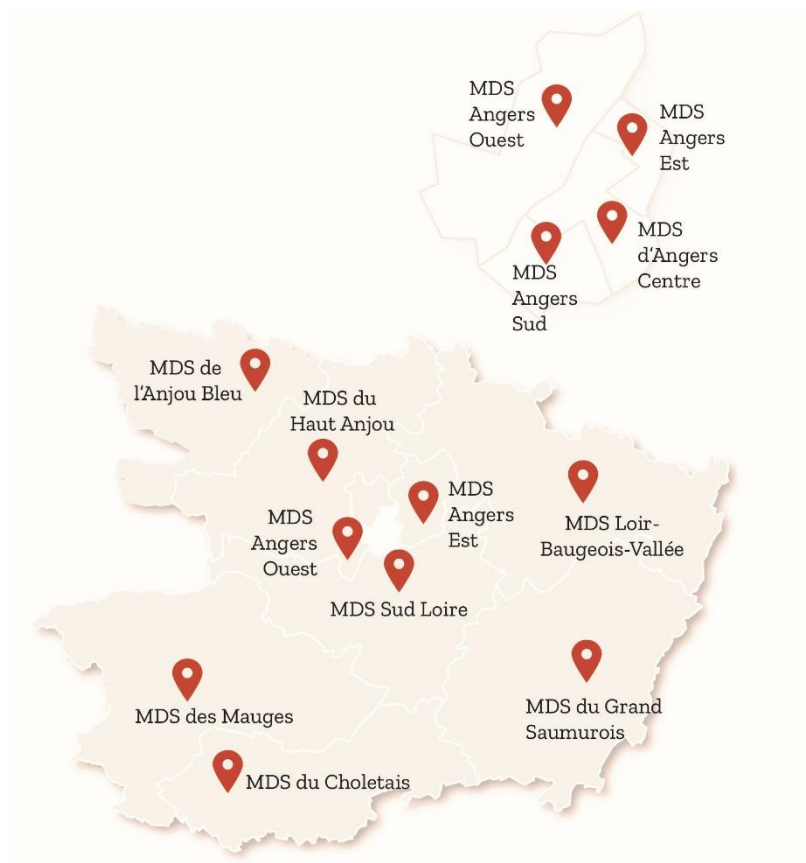 MDS
Angers
Ouest
MDS
Angers
Est
MDS
d'Angers
Centre
MDS
Angers
Sud
MDS de
l'Anjou Bleu
MDS du
Haut Anjou
MDS
Angers
Est
MDS
Angers
Ouest
MDS Loir-
Baugeois-Vallée
MDS Sud Loire
MDS des Mauges
MDS du Grand
Saumurois
MDS du Choletais